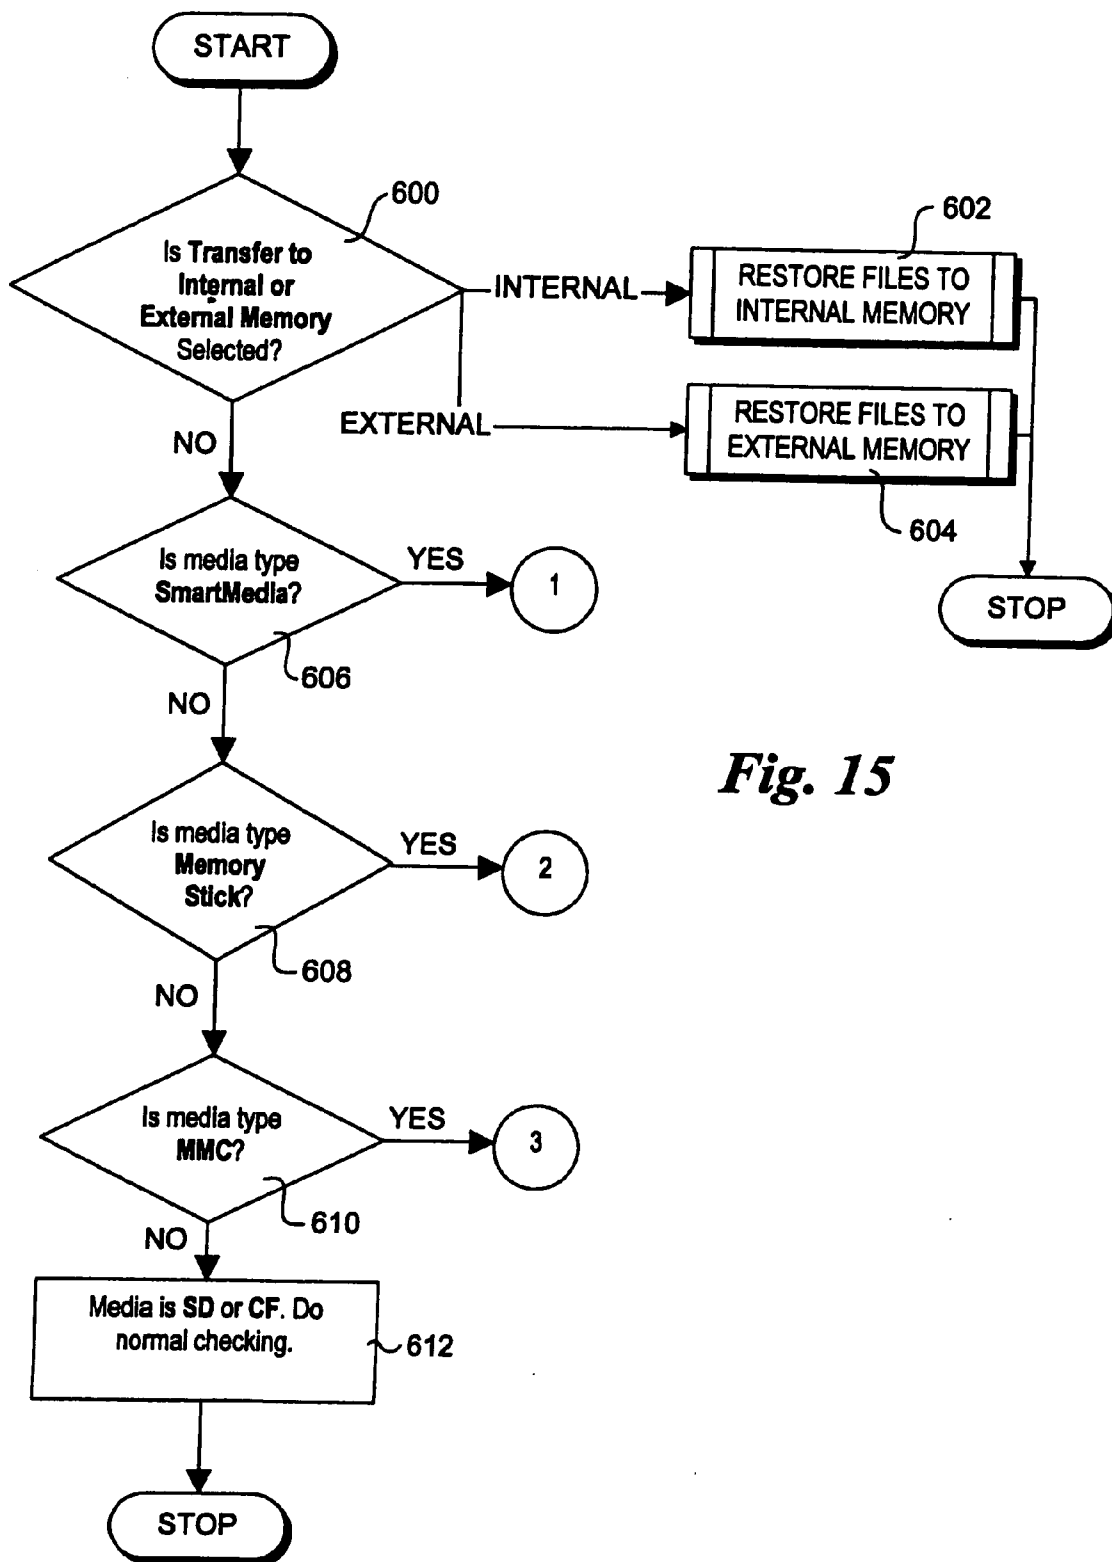 START
600
Is Transfer to
Internal or
External Memory
Selected?
INTERNAL
602
RESTORE FILES TO
INTERNAL MEMORY
EXTERNAL
RESTORE FILES TO
EXTERNAL MEMORY
604
STOP
NO
Is media type
SmartMedia?
YES
1
606
NO
Is media type
Memory
Stick?
YES
2
608
NO
Is media type
MMC?
YES
3
610
NO
Media is SD or CF. Do
normal checking.
612
STOP
Fig. 15